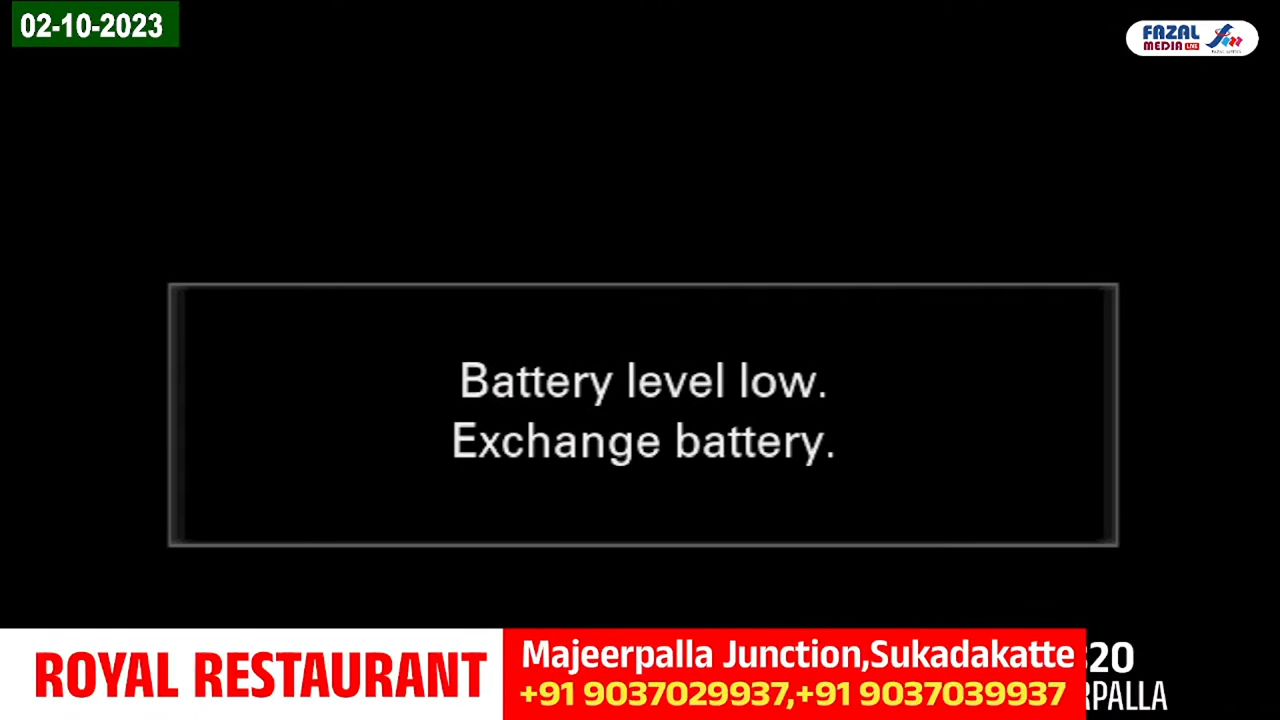 02-10-2023
FAZAL
MEDIA LIVE
Battery level low.
Exchange battery.
ROYAL RESTAURANT
Majeerpalla Junction,Sukadakatte
+91 9037029937,+91 9037039937
20
RPALLA